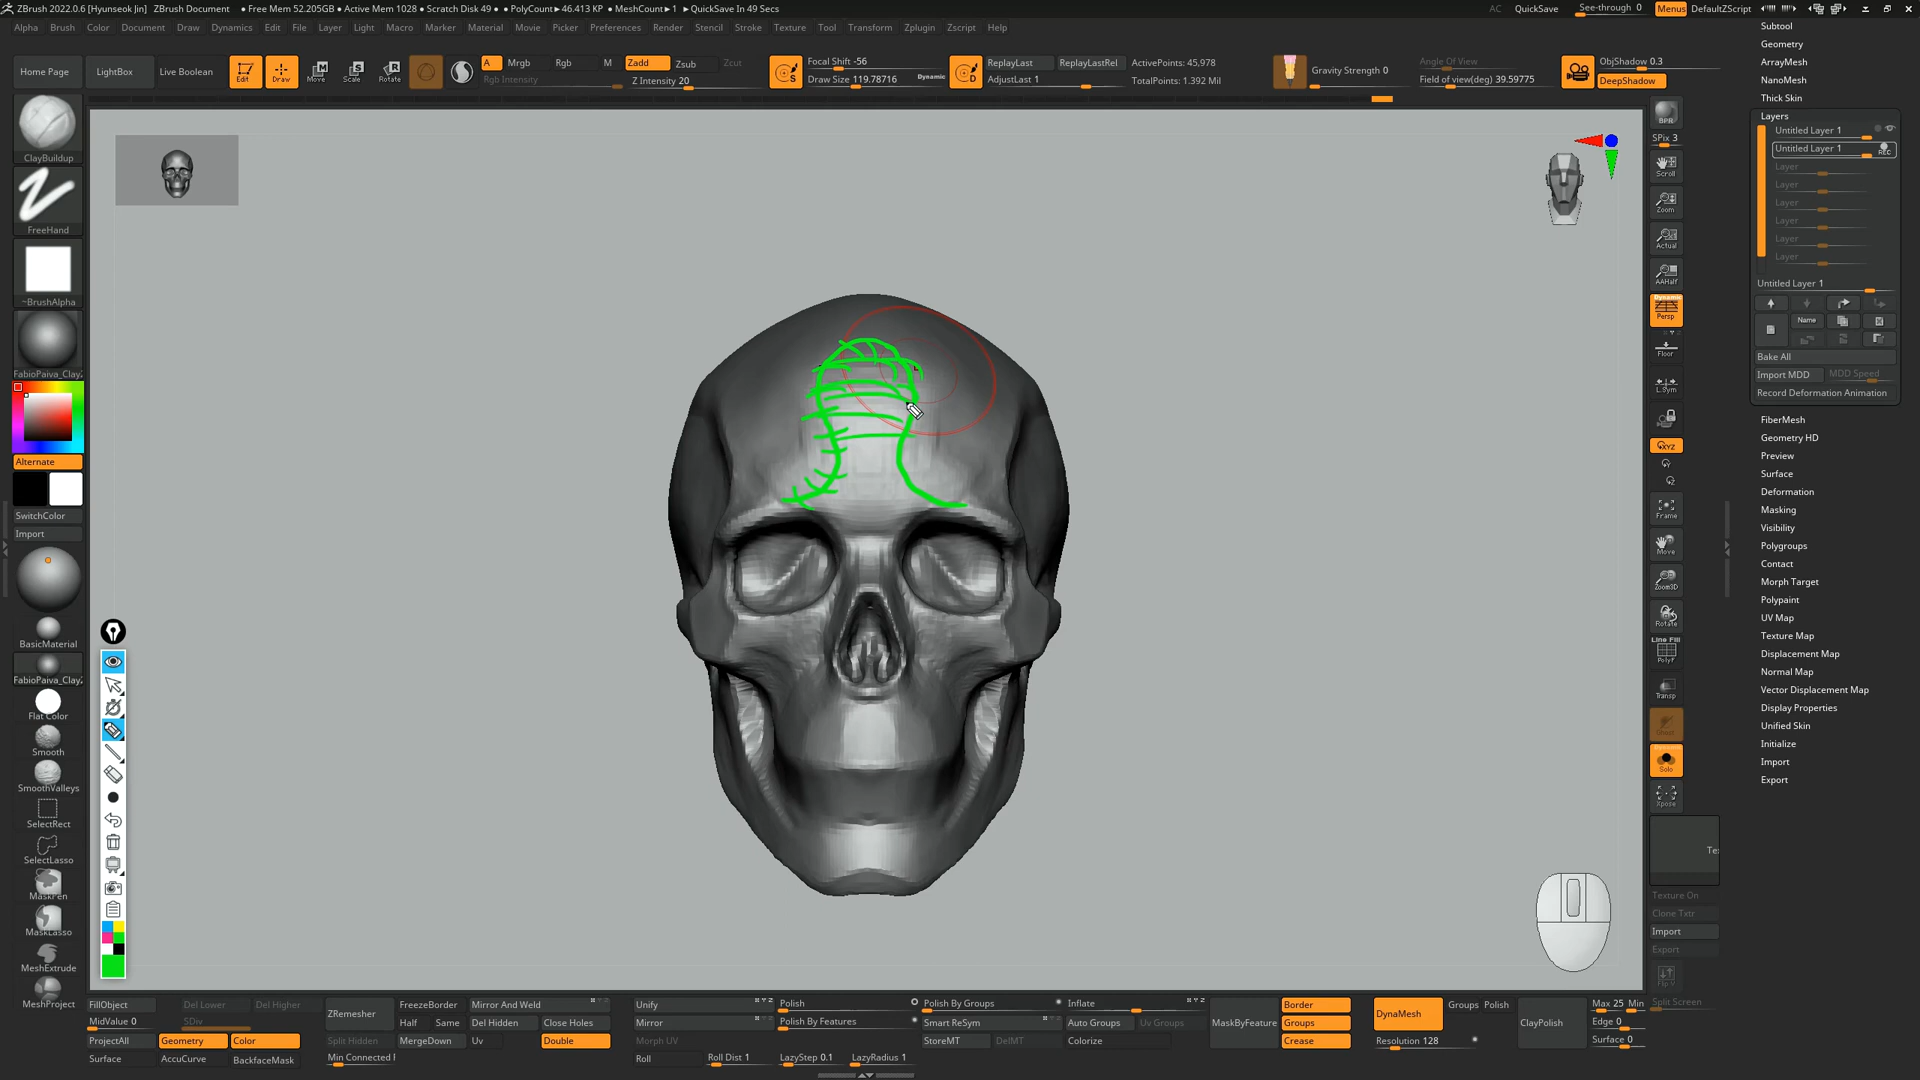 ZBrush 2022.0.6 [Hyunseok Jin] ZBrush Document ● Free Mem 52.205GB ● Active Mem 1028 ● Scratch Disk 49 ● PolyCount ▸ 46.413 KP ● MeshCount ▸ 1 ▸ QuickSave In 49 Secs AC QuickSave See-through 0 Menus DefaultZScript
Alpha Brush Color Document Draw Dynamics Edit File Layer Light Macro Marker Material Movie Picker Preferences Render Stencil Stroke Texture Tool Transform Zplugin Zscript Help
Home Page LightBox Live Boolean Edit Draw Move Scale Rotate A Mrgb Rgb M Zadd Zsub Zcut
Rgb Intensity Z Intensity 20
Focal Shift -56
Draw Size 119.78716 Dynamic
ReplayLast ReplayLastRel
AdjustLast 1
ActivePoints: 45,978
TotalPoints: 1.392 Mil
Gravity Strength 0
Angle Of View
Field of view(deg) 39.59775
ObjShadow 0.3
DeepShadow
ClayBuildup
FreeHand
~BrushAlpha
FabioPaiva_Clay2
Alternate
SwitchColor
Import
BasicMaterial
FabioPaiva_Clay2
Flat Color
Smooth
SmoothValleys
SelectRect
SelectLasso
MaskPen
MaskLasso
MeshExtrude
MeshProject
BPR
SPix 3
Scroll
Zoom
Actual
AAHalf
Dynamic
Persp
Floor
L.Sym
Frame
Move
Zoom3D
Rotate
Line Fill
PolyF
Transp
Ghost
Dynamic
Solo
Xpose
Texture On
Clone Txtr
Import
Export
Flip V
Split Screen
Subtool
Geometry
ArrayMesh
NanoMesh
Thick Skin
Layers
Untitled Layer 1
Untitled Layer 1 REC
Layer
Layer
Layer
Layer
Layer
Layer
Untitled Layer 1
Name
Bake All
Import MDD MDD Speed
Record Deformation Animation
FiberMesh
Geometry HD
Preview
Surface
Deformation
Masking
Visibility
Polygroups
Contact
Morph Target
Polypaint
UV Map
Texture Map
Displacement Map
Normal Map
Vector Displacement Map
Display Properties
Unified Skin
Initialize
Import
Export
FillObject Del Lower Del Higher
MidValue 0 SDiv
ProjectAll Geometry Color
Surface AccuCurve BackfaceMask
ZRemesher
FreezeBorder Mirror And Weld
Half Same Del Hidden Close Holes
Split Hidden MergeDown Uv Double
Min Connected
Unify
Mirror
Morph UV
Roll Roll Dist 1 LazyStep 0.1 LazyRadius 1
Polish Polish By Groups Inflate
Polish By Features Smart ReSym Auto Groups Uv Groups
StoreMT DelMT Colorize
MaskByFeature
Border
Groups
Crease
DynaMesh
Groups Polish
Resolution 128
ClayPolish
Max 25 Min
Edge 0
Surface 0